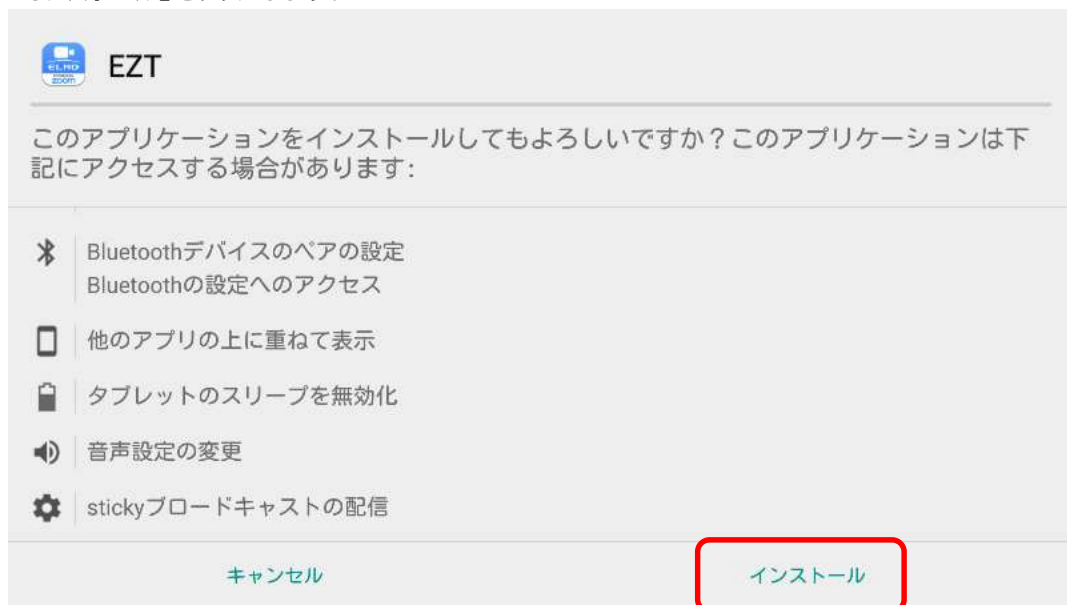 ELMO
zoom
EZT
このアプリケーションをインストールしてもよろしいですか？このアプリケーションは下
記にアクセスする場合があります:
Bluetoothデバイスのペアの設定
Bluetoothの設定へのアクセス
他のアプリの上に重ねて表示
タブレットのスリープを無効化
音声設定の変更
stickyブロードキャストの配信
キャンセル
インストール